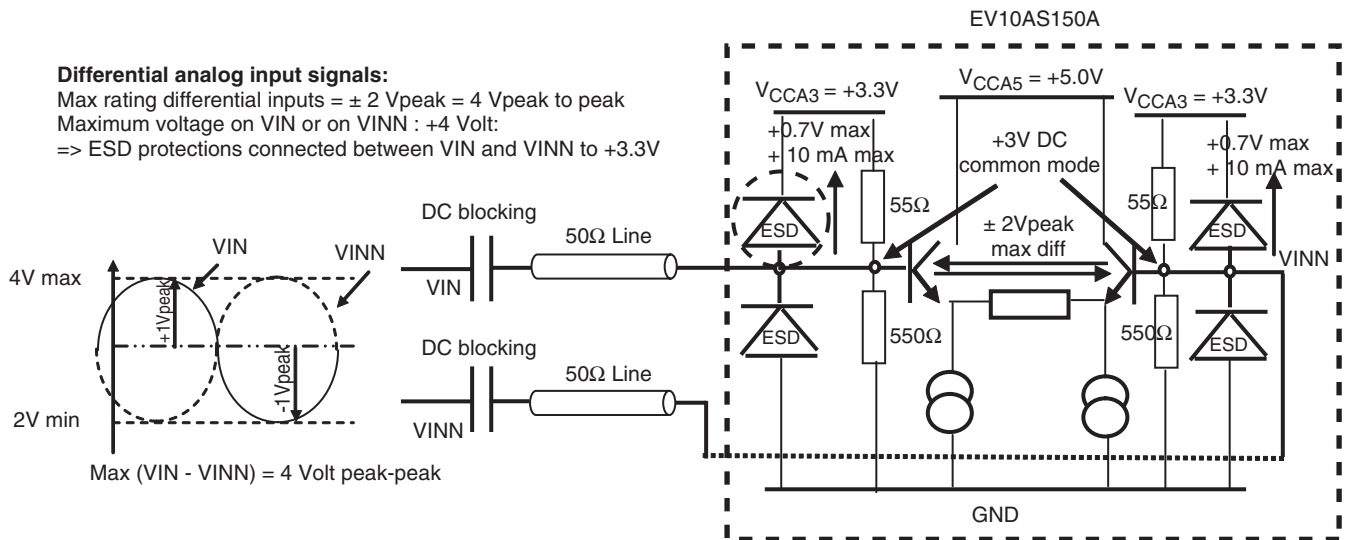 EV10AS150A
Differential analog input signals:
Max rating differential inputs = ± 2 Vpeak = 4 Vpeak to peak
Maximum voltage on VIN or on VINN : +4 Volt:
=> ESD protections connected between VIN and VINN to +3.3V
VCCA3 = +3.3V
VCCA5 = +5.0V
VCCA3 = +3.3V
+0.7V max
+ 10 mA max
+3V DC
common mode
+0.7V max
+ 10 mA max
55Ω
55Ω
ESD
ESD
± 2Vpeak
max diff
VINN
DC blocking
50Ω Line
VIN
VIN
VINN
4V max
+1Vpeak
-1Vpeak
2V min
Max (VIN - VINN) = 4 Volt peak-peak
DC blocking
50Ω Line
VINN
ESD
550Ω
550Ω
ESD
GND